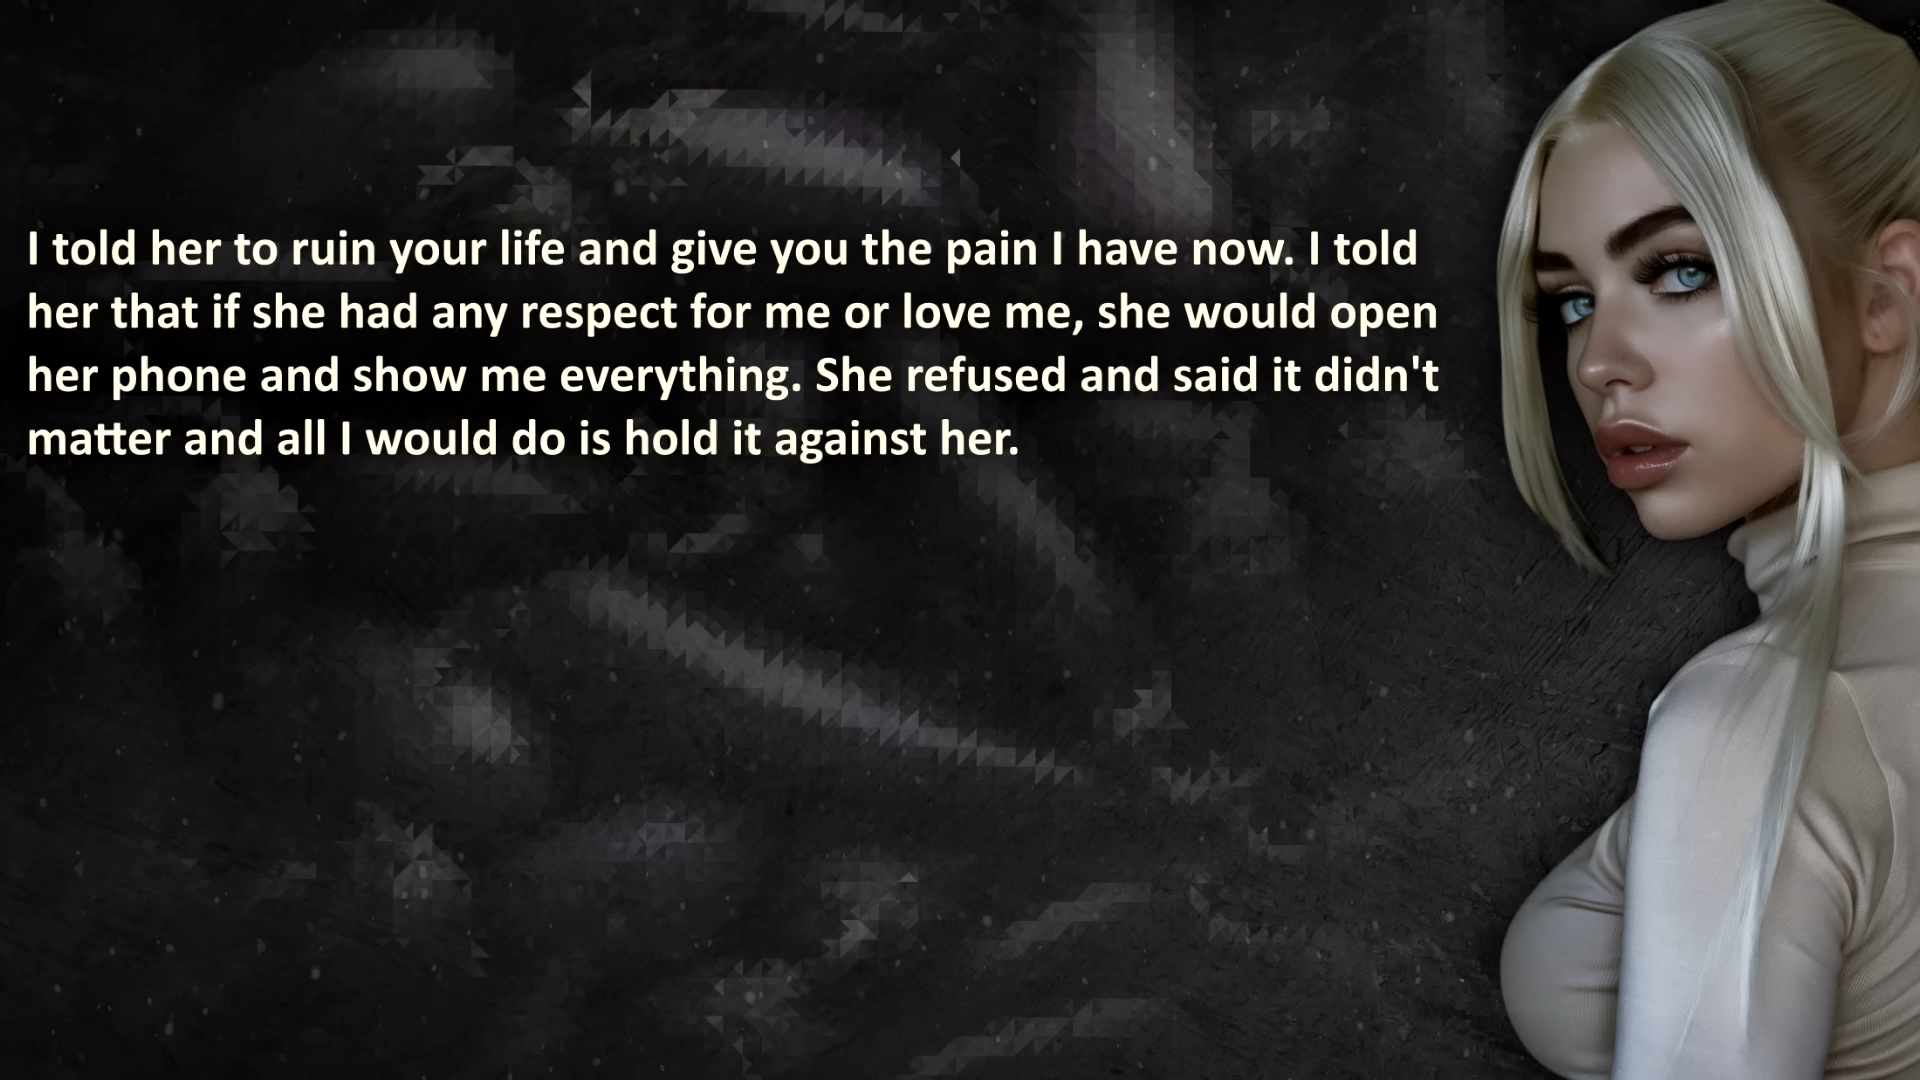 I told her to ruin your life and give you the pain I have now. I told
her that if she had any respect for me or love me, she would open
her phone and show me everything. She refused and said it didn't
matter and all I would do is hold it against her.